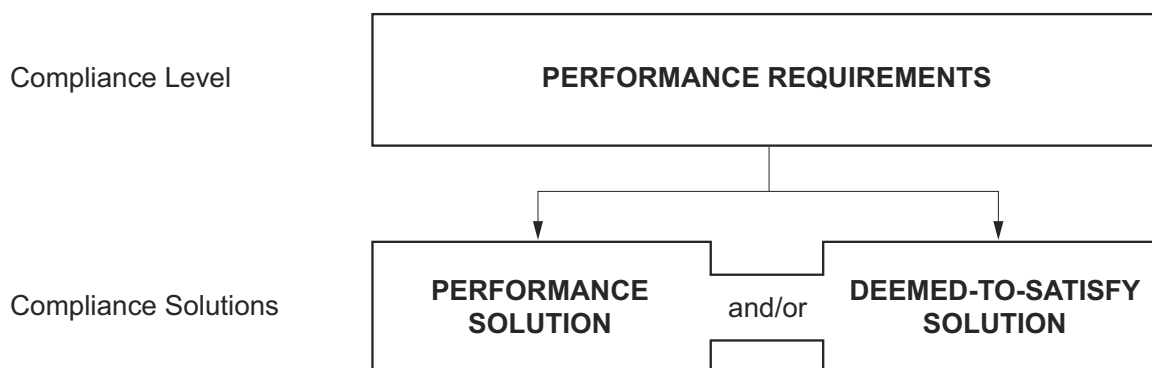 Compliance Level
PERFORMANCE REQUIREMENTS
Compliance Solutions
PERFORMANCE
SOLUTION
and/or
DEEMED-TO-SATISFY
SOLUTION